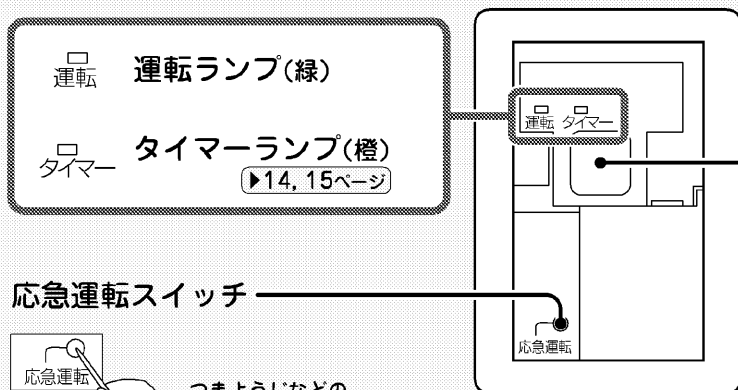 運転
運転ランプ(緑)
タイマー
タイマーランプ(橙)
▶14, 15ページ
運転 タイマー
応急運転スイッチ
応急運転
応急運転
つまようじなどの